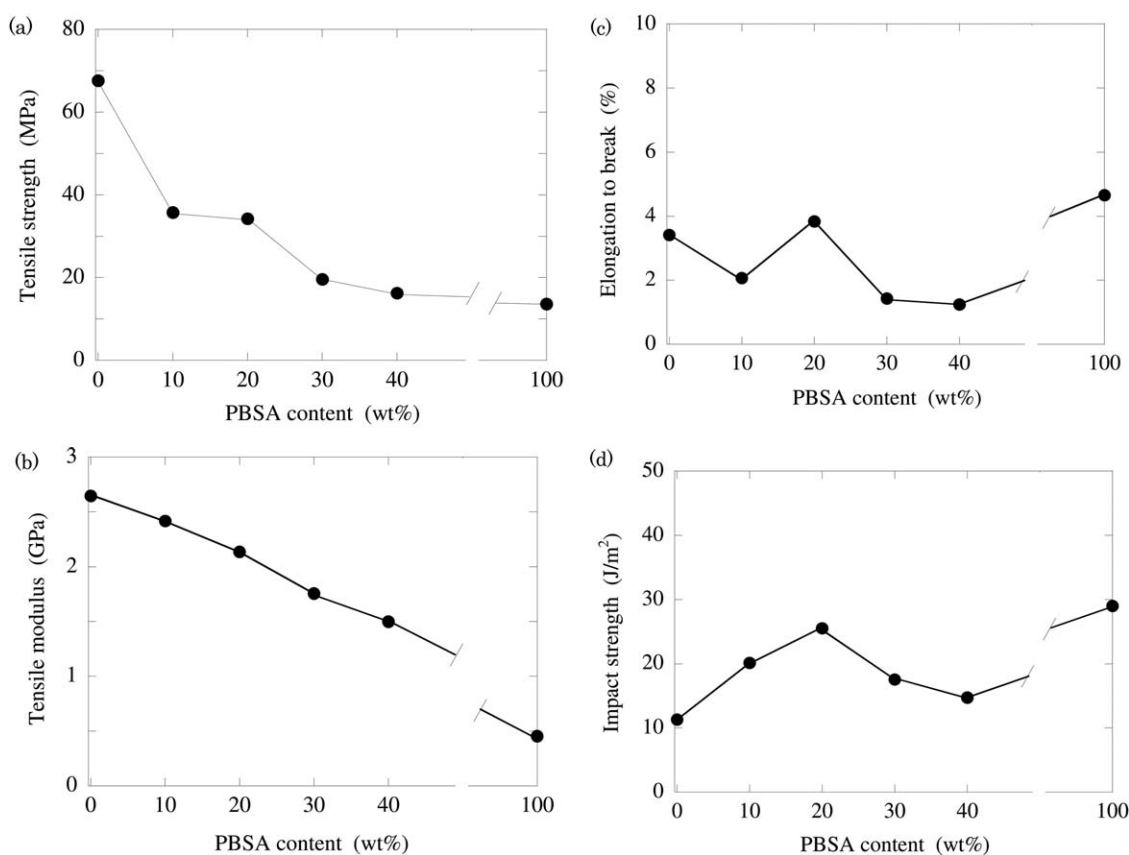 (a)
80
60
40
20
0
Tensile strength (MPa)
0 10 20 30 40 100
PBSA content (wt%)
(c)
10
8
6
4
2
0
Elongation to break (%)
0 10 20 30 40 100
PBSA content (wt%)
(b)
3
2
1
0
Tensile modulus (GPa)
0 10 20 30 40 100
PBSA content (wt%)
(d)
50
40
30
20
10
0
Impact strength (J/m²)
0 10 20 30 40 100
PBSA content (wt%)